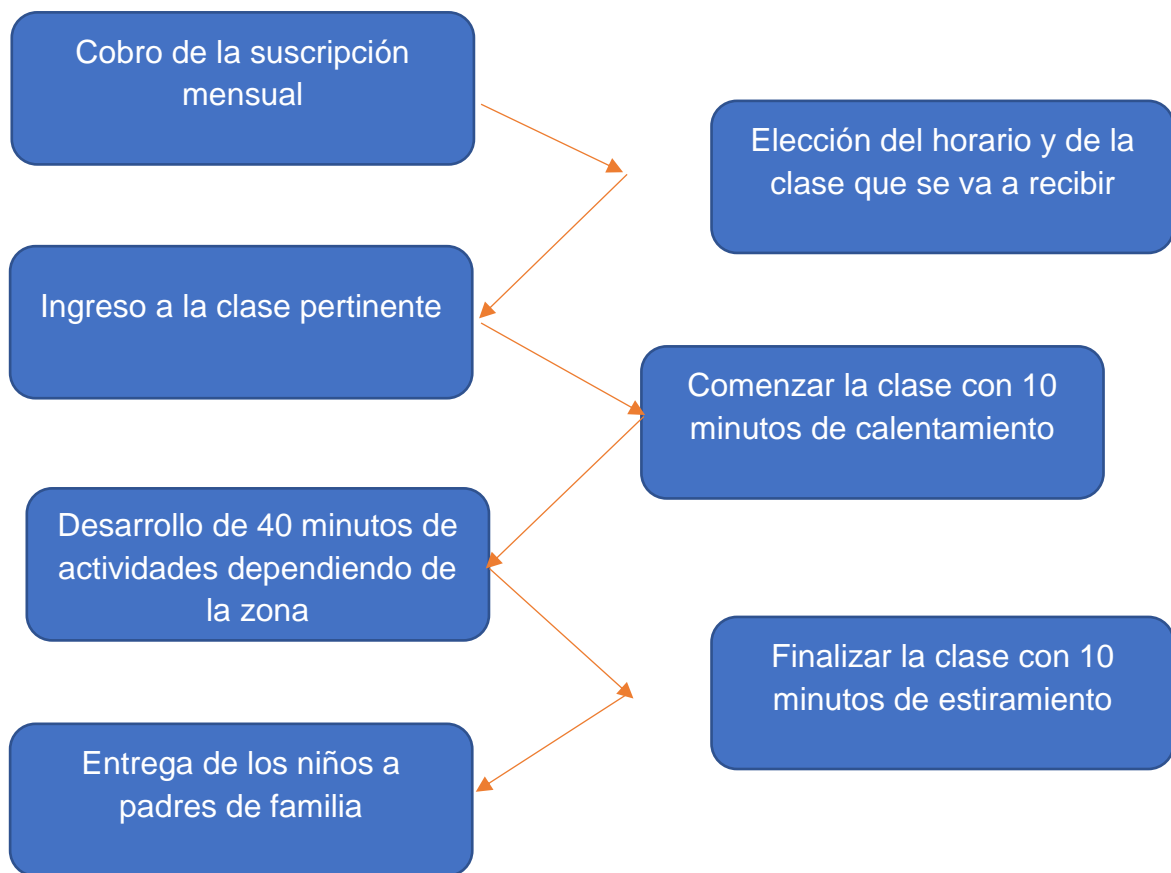 Cobro de la suscripción
mensual
Elección del horario y de la
clase que se va a recibir
Ingreso a la clase pertinente
Comenzar la clase con 10
minutos de calentamiento
Desarrollo de 40 minutos de
actividades dependiendo de
la zona
Finalizar la clase con 10
minutos de estiramiento
Entrega de los niños a
padres de familia